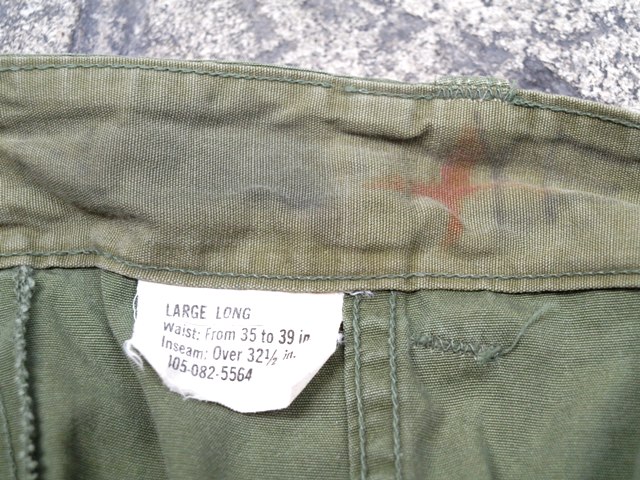 LARGE LONG
Waist: From 35 to 39 in
Inseam: Over 32½ in.
105-082-5564